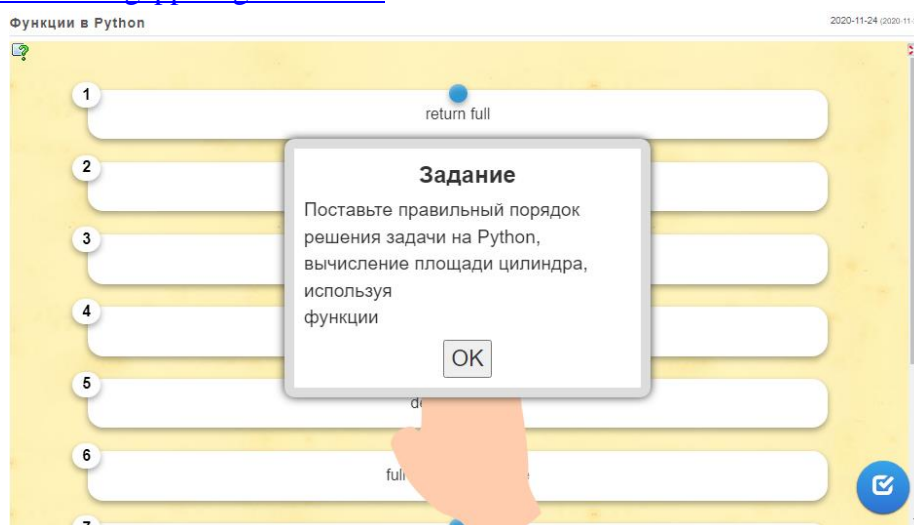 Функции в Python
2020-11-24
1
return full
2
Задание
Поставьте правильный порядок
решения задачи на Python,
вычисление площади цилиндра,
используя
функции
OK
3
4
5
6
7